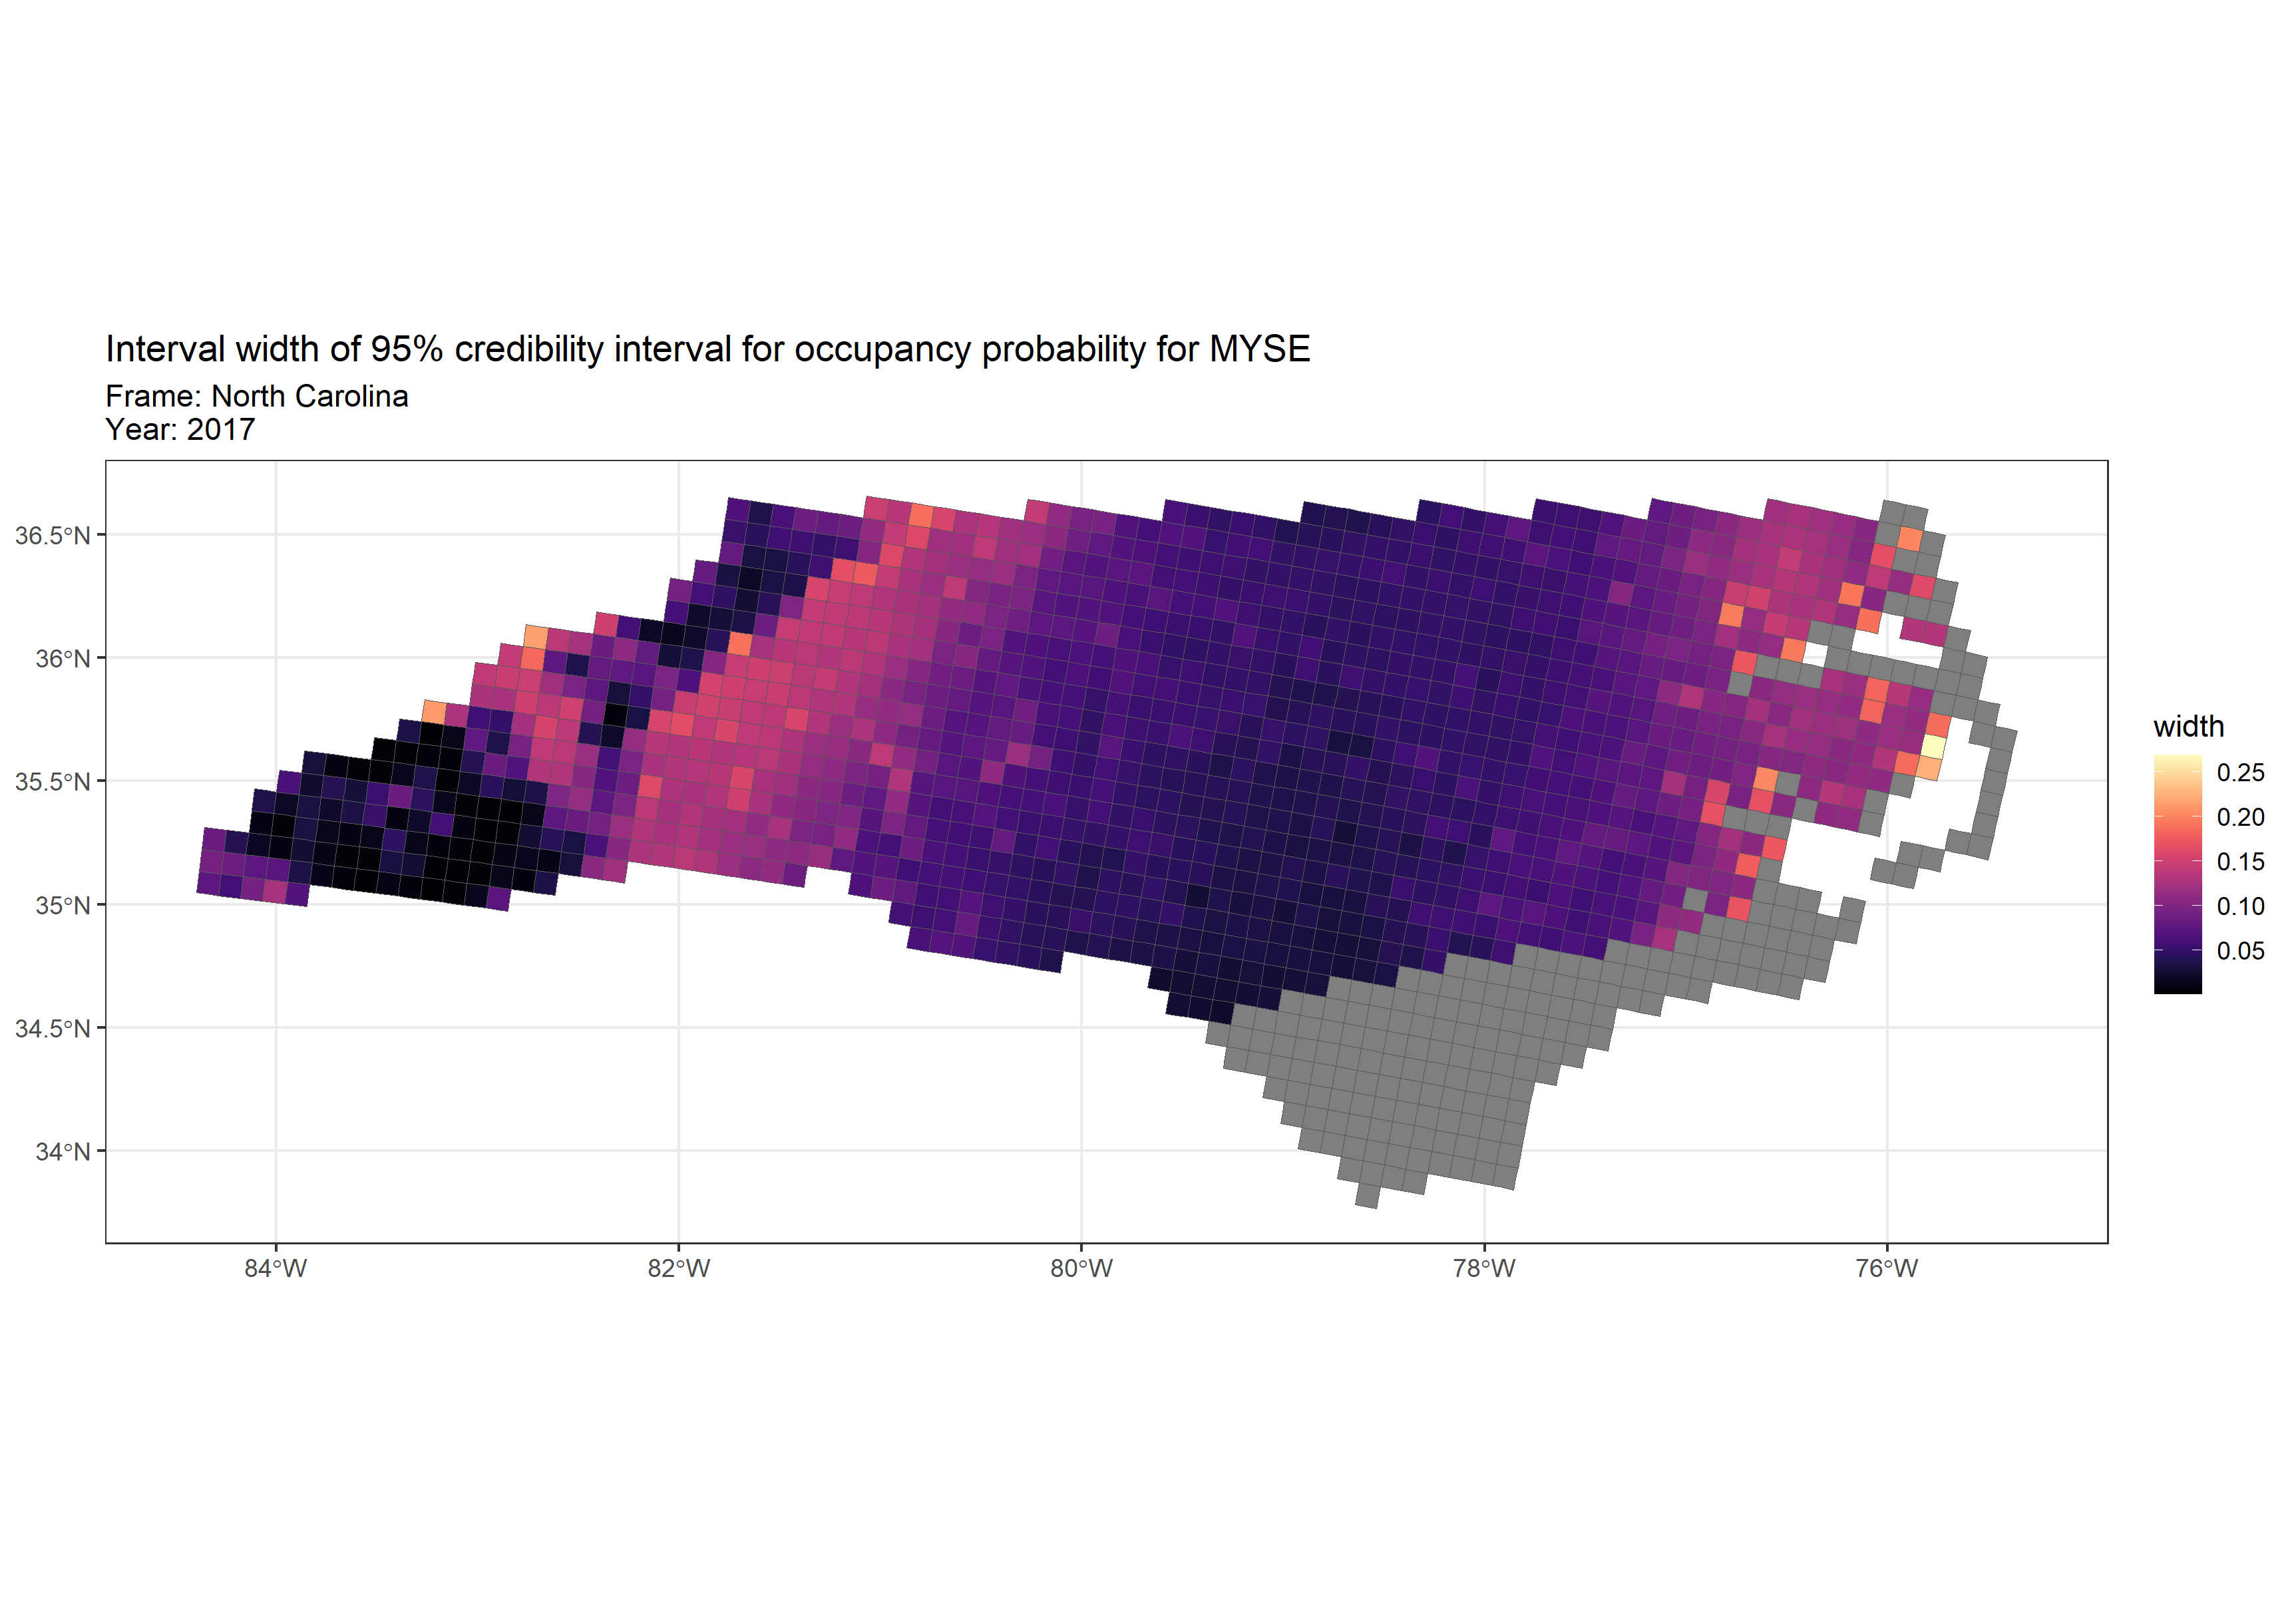 Interval width of 95% credibility interval for occupancy probability for MYSE
Frame: North Carolina
Year: 2017
36.5°N
36°N
35.5°N
35°N
34.5°N
34°N
84°W
82°W
80°W
78°W
76°W
width
0.25
0.20
0.15
0.10
0.05